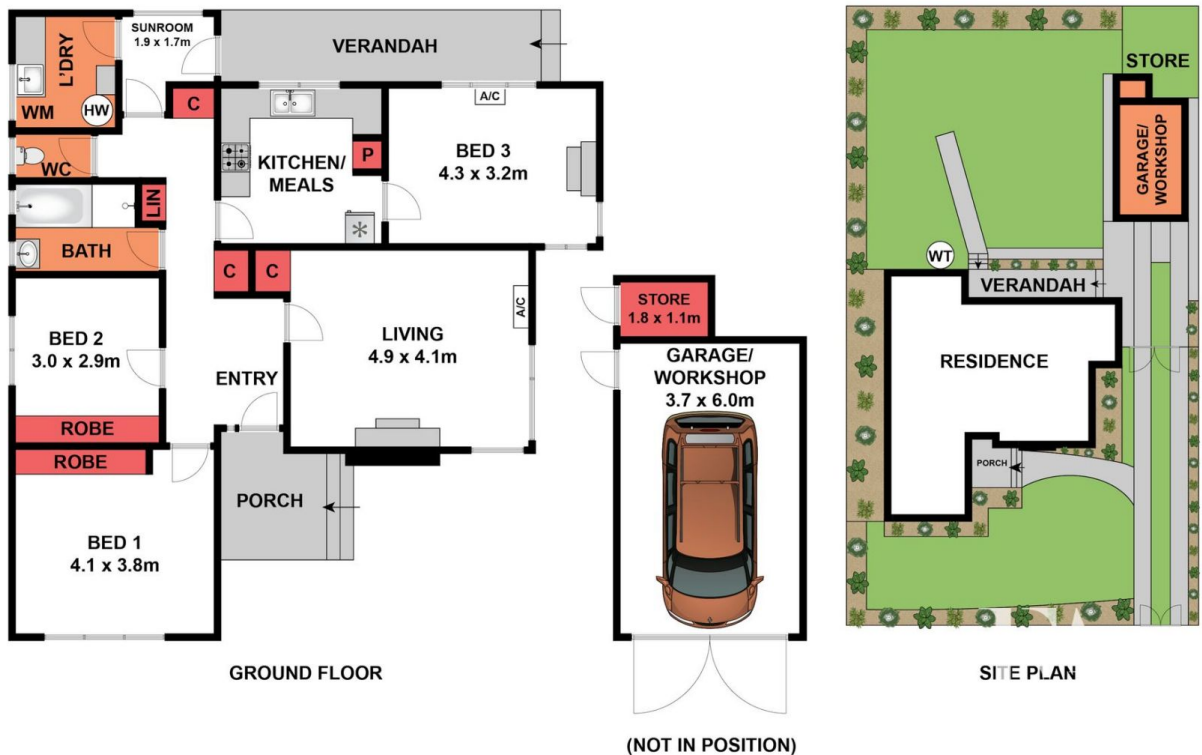 SUNROOM
1.9 x 1.7m
L'DRY
WM
HW
VERANDAH
C
A/C
WC
KITCHEN/
MEALS
P
BED 3
4.3 x 3.2m
LIN
BATH
C
C
A/C
BED 2
3.0 x 2.9m
LIVING
4.9 x 4.1m
ENTRY
ROBE
ROBE
PORCH
BED 1
4.1 x 3.8m
GROUND FLOOR
STORE
1.8 x 1.1m
GARAGE/
WORKSHOP
3.7 x 6.0m
(NOT IN POSITION)
STORE
GARAGE/
WORKSHOP
WT
VERANDAH
RESIDENCE
PORCH
SITE PLAN